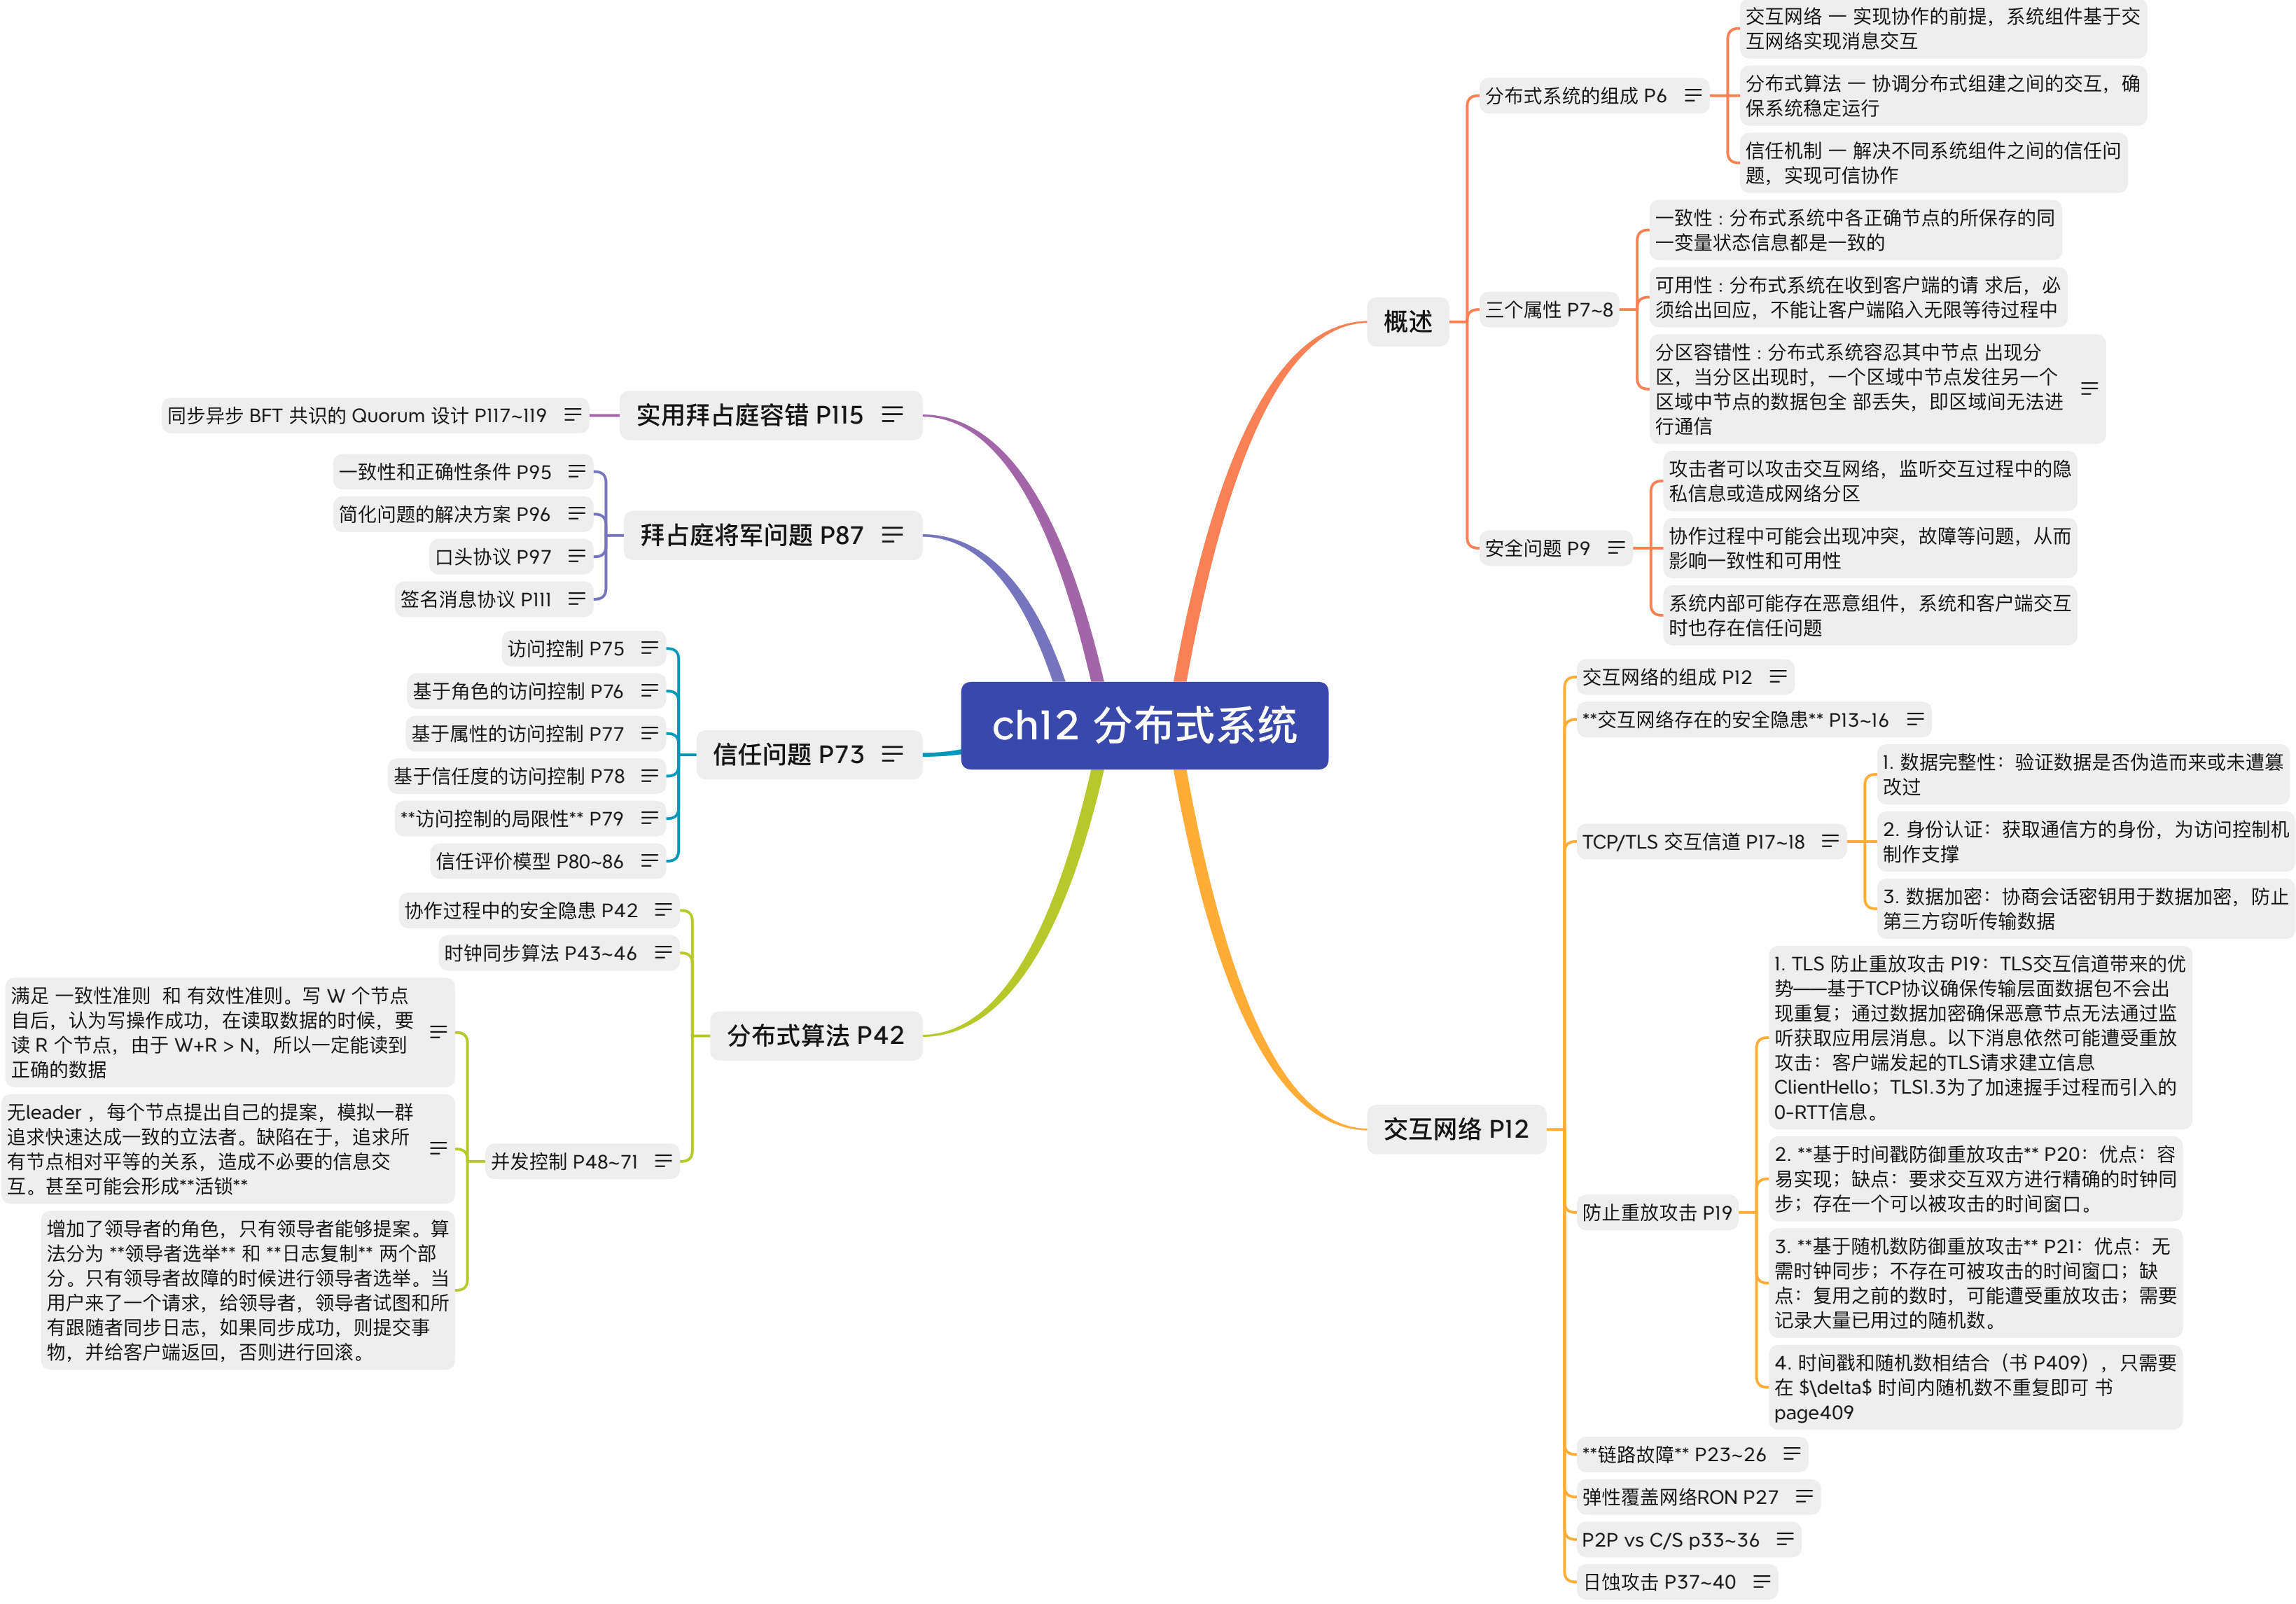 ch12 分布式系统
概述
分布式系统的组成 P6
交互网络 — 实现协作的前提，系统组件基于交
互网络实现消息交互
分布式算法 — 协调分布式组建之间的交互，确
保系统稳定运行
信任机制 — 解决不同系统组件之间的信任问
题，实现可信协作
三个属性 P7~8
一致性 : 分布式系统中各正确节点的所保存的同
一变量状态信息都是一致的
可用性 : 分布式系统在收到客户端的请 求后，必
须给出回应，不能让客户端陷入无限等待过程中
分区容错性 : 分布式系统容忍其中节点 出现分
区，当分区出现时，一个区域中节点发往另一个
区域中节点的数据包全 部丢失，即区域间无法进
行通信
安全问题 P9
攻击者可以攻击交互网络，监听交互过程中的隐
私信息或造成网络分区
协作过程中可能会出现冲突，故障等问题，从而
影响一致性和可用性
系统内部可能存在恶意组件，系统和客户端交互
时也存在信任问题
交互网络 P12
交互网络的组成 P12
**交互网络存在的安全隐患** P13~16
TCP/TLS 交互信道 P17~18
1. 数据完整性：验证数据是否伪造而来或未遭篡
改过
2. 身份认证：获取通信方的身份，为访问控制机
制作支撑
3. 数据加密：协商会话密钥用于数据加密，防止
第三方窃听传输数据
防止重放攻击 P19
1. TLS 防止重放攻击 P19：TLS交互信道带来的优
势——基于TCP协议确保传输层面数据包不会出
现重复；通过数据加密确保恶意节点无法通过监
听获取应用层消息。以下消息依然可能遭受重放
攻击：客户端发起的TLS请求建立信息
ClientHello；TLS1.3为了加速握手过程而引入的
0-RTT信息。
2. **基于时间戳防御重放攻击** P20：优点：容
易实现；缺点：要求交互双方进行精确的时钟同
步；存在一个可以被攻击的时间窗口。
3. **基于随机数防御重放攻击** P21：优点：无
需时钟同步；不存在可被攻击的时间窗口；缺
点：复用之前的数时，可能遭受重放攻击；需要
记录大量已用过的随机数。
4. 时间戳和随机数相结合（书 P409），只需要
在 $\delta$ 时间内随机数不重复即可 书
page409
**链路故障** P23~26
弹性覆盖网络RON P27
P2P vs C/S p33~36
日蚀攻击 P37~40
实用拜占庭容错 P115
同步异步 BFT 共识的 Quorum 设计 P117~119
拜占庭将军问题 P87
一致性和正确性条件 P95
简化问题的解决方案 P96
口头协议 P97
签名消息协议 P111
信任问题 P73
访问控制 P75
基于角色的访问控制 P76
基于属性的访问控制 P77
基于信任度的访问控制 P78
**访问控制的局限性** P79
信任评价模型 P80~86
分布式算法 P42
协作过程中的安全隐患 P42
时钟同步算法 P43~46
并发控制 P48~71
满足 一致性准则  和 有效性准则。写 W 个节点
自后，认为写操作成功，在读取数据的时候，要
读 R 个节点，由于 W+R > N，所以一定能读到
正确的数据
无leader ，每个节点提出自己的提案，模拟一群
追求快速达成一致的立法者。缺陷在于，追求所
有节点相对平等的关系，造成不必要的信息交
互。甚至可能会形成**活锁**
增加了领导者的角色，只有领导者能够提案。算
法分为 **领导者选举** 和 **日志复制** 两个部
分。只有领导者故障的时候进行领导者选举。当
用户来了一个请求，给领导者，领导者试图和所
有跟随者同步日志，如果同步成功，则提交事
物，并给客户端返回，否则进行回滚。